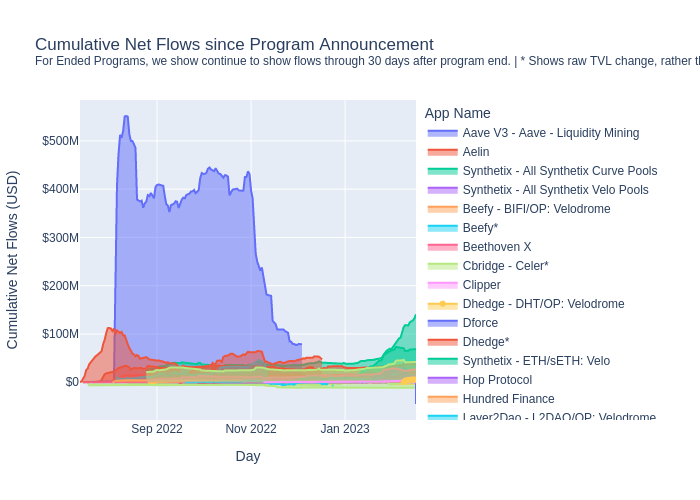 Cumulative Net Flows since Program Announcement
For Ended Programs, we show continue to show flows through 30 days after program end. | * Shows raw TVL change, rather
App Name
Aave V3 - Aave - Liquidity Mining
Aelin
Synthetix - All Synthetix Curve Pools
Synthetix - All Synthetix Velo Pools
Beefy - BIFI/OP: Velodrome
Beefy*
Beethoven X
Cbridge - Celer*
Clipper
Dhedge - DHT/OP: Velodrome
Dforce
Dhedge*
Synthetix - ETH/sETH: Velo
Hop Protocol
Hundred Finance
Layer2Dao - L2DAO/OP: Velodrome
Cumulative Net Flows (USD)
$500M
$400M
$300M
$200M
$100M
$0
Sep 2022
Nov 2022
Jan 2023
Day